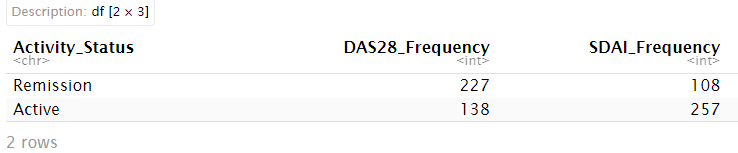 Description: df [2 × 3]
Activity_Status DAS28_Frequency SDAI_Frequency
<chr> <int> <int>
Remission 227 108
Active 138 257
2 rows